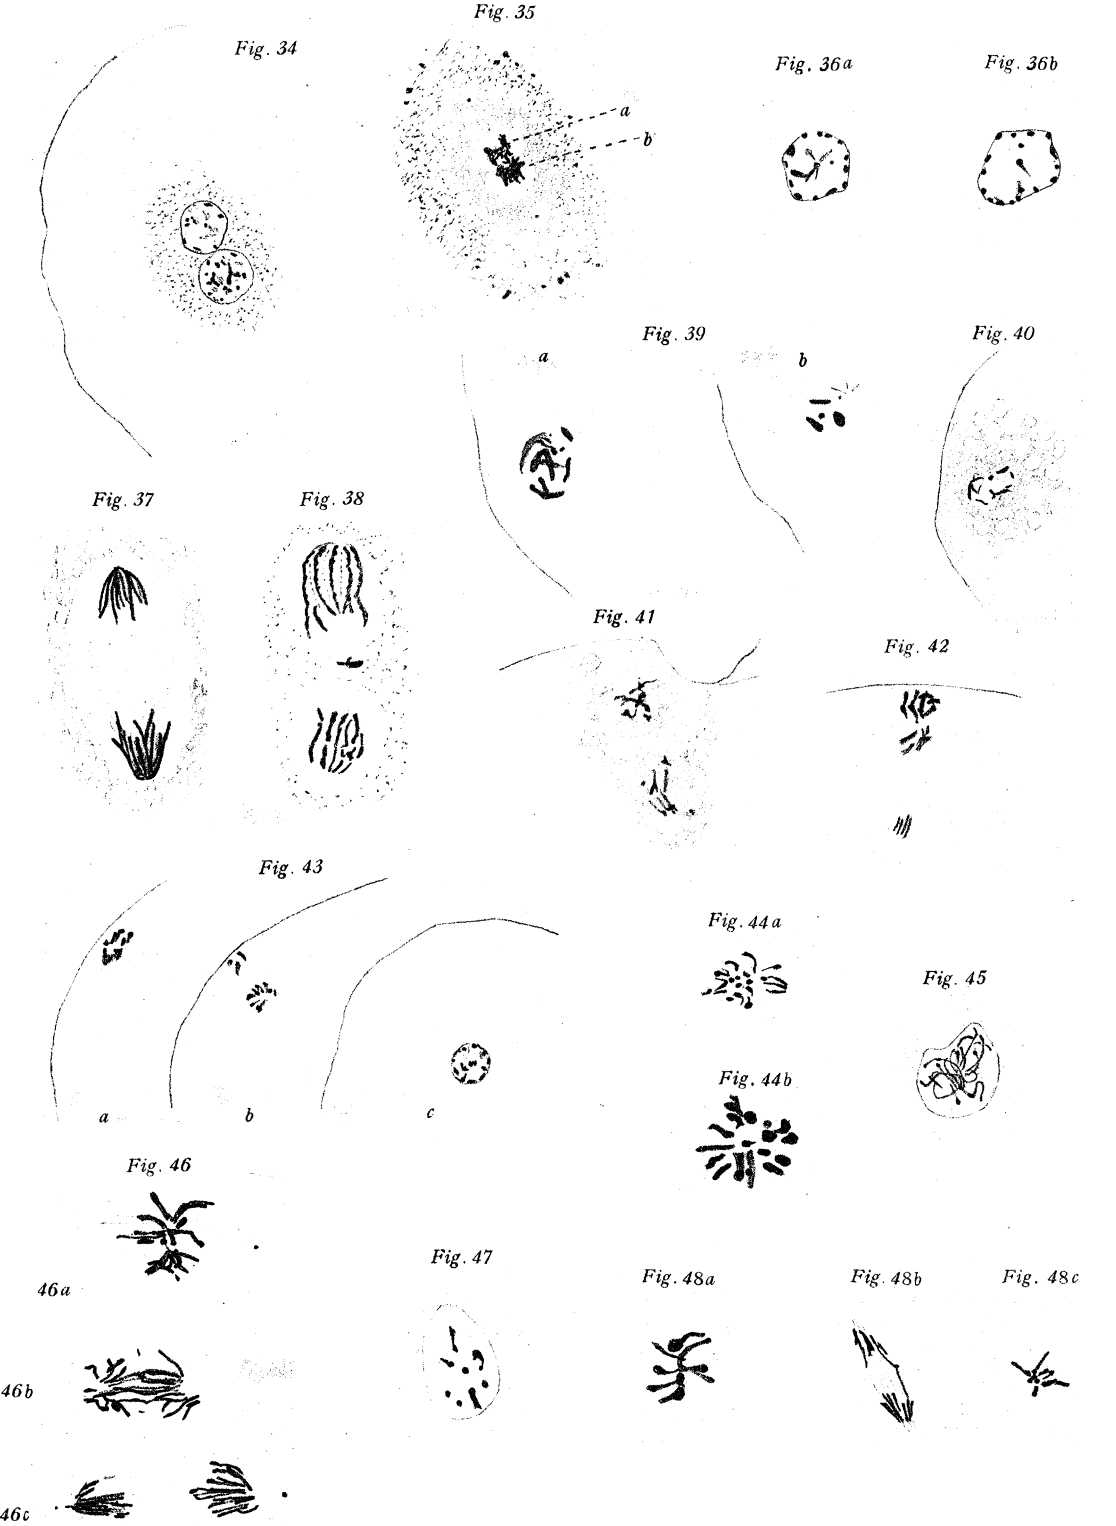 Fig. 34
Fig. 35
a
b
Fig. 36a
Fig. 36b
Fig. 37
Fig. 38
Fig. 39
a
b
Fig. 40
Fig. 41
Fig. 42
Fig. 43
a
b
c
Fig. 44a
Fig. 44b
Fig. 45
Fig. 46
46a
46b
46c
Fig. 47
Fig. 48a
Fig. 48b
Fig. 48c